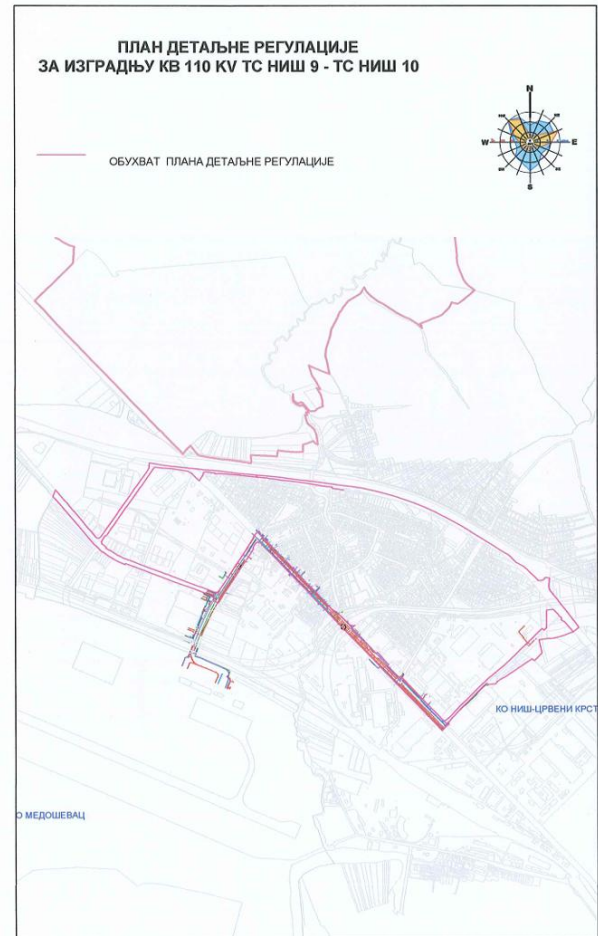 ПЛАН ДЕТАЉНЕ РЕГУЛАЦИЈЕ
ЗА ИЗГРАДЊУ КВ 110 KV ТС НИШ 9 - ТС НИШ 10
N
W
E
S
ОБУХВАТ ПЛАНА ДЕТАЉНЕ РЕГУЛАЦИЈЕ
КО НИШ-ЦРВЕНИ КРСТ
О МЕДОШЕВАЦ